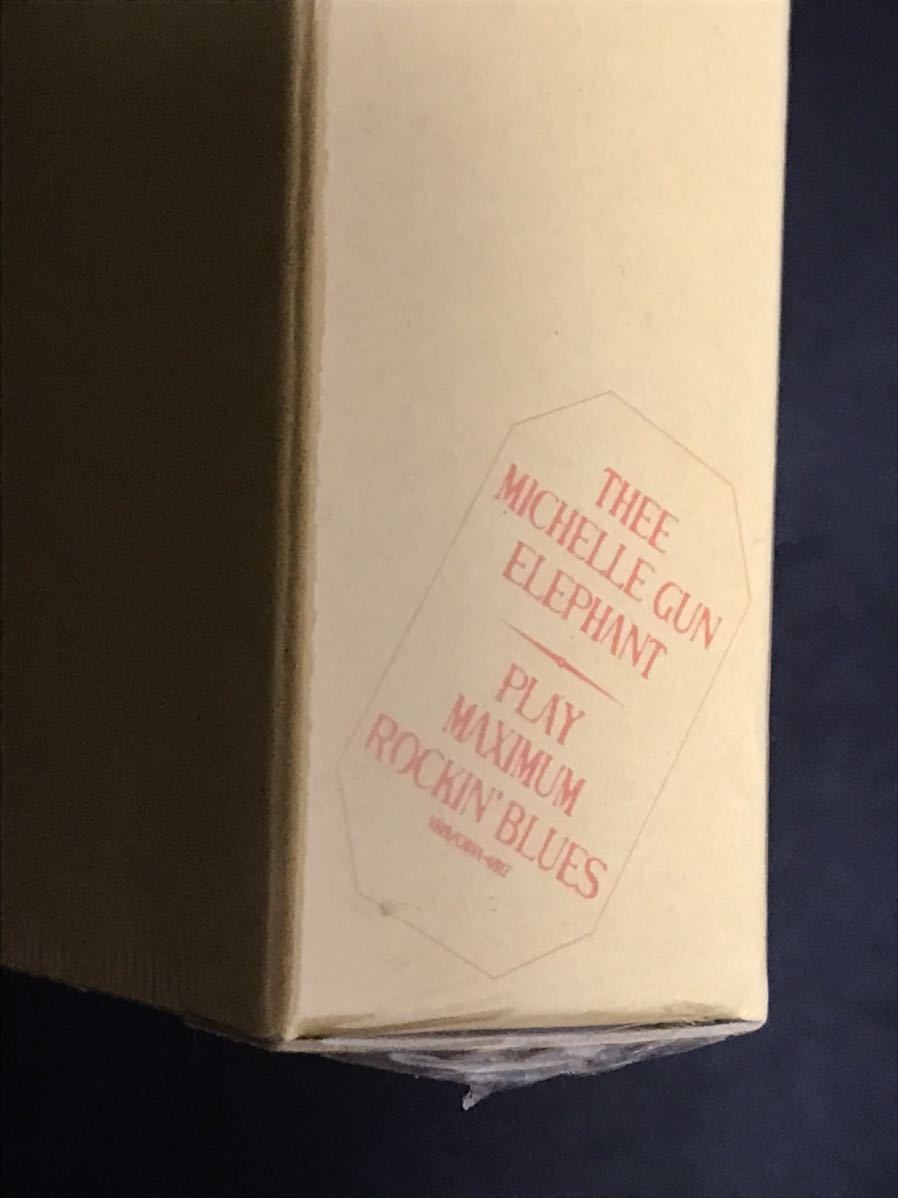 THEE
MICHELLE GUN
ELEPHANT
PLAY
MAXIMUM
ROCKIN' BLUES